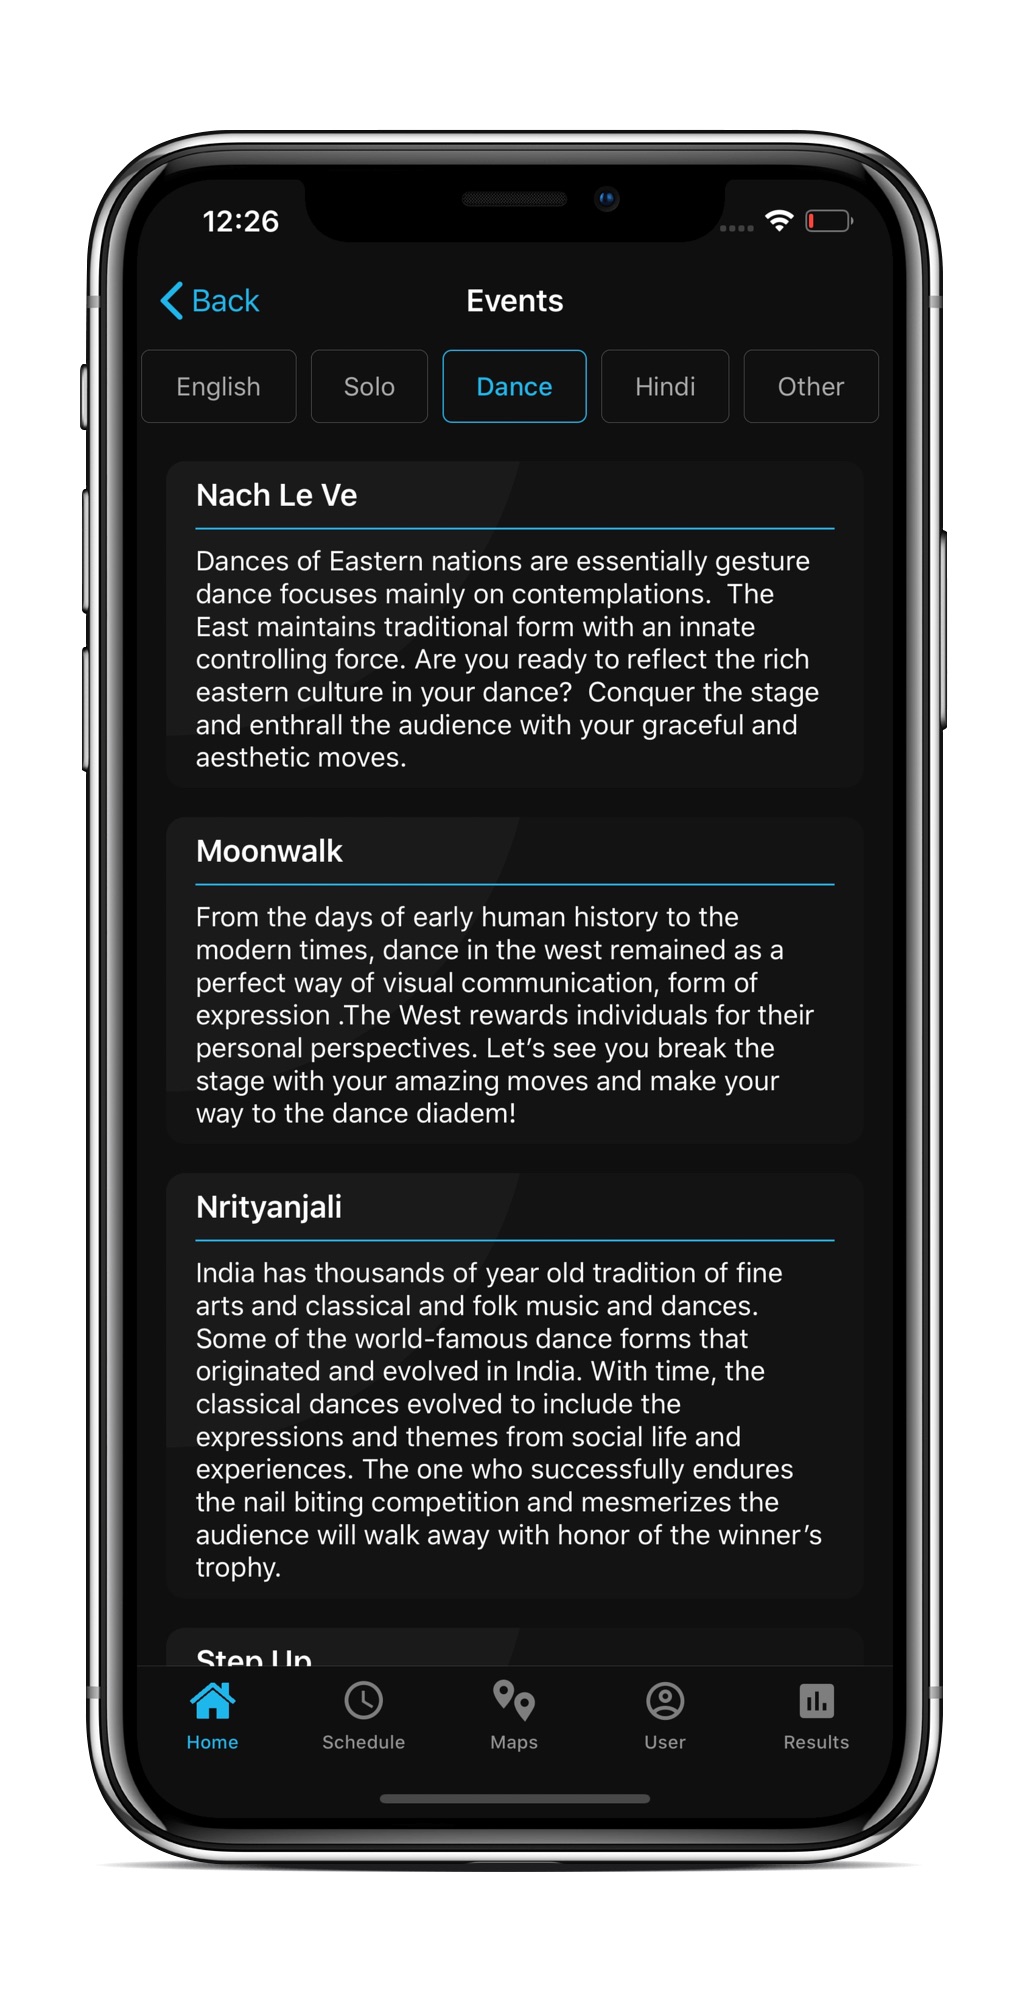 12:26
Back
Events
English
Solo
Dance
Hindi
Other
Nach Le Ve
Dances of Eastern nations are essentially gesture
dance focuses mainly on contemplations.  The
East maintains traditional form with an innate
controlling force. Are you ready to reflect the rich
eastern culture in your dance?  Conquer the stage
and enthrall the audience with your graceful and
aesthetic moves.
Moonwalk
From the days of early human history to the
modern times, dance in the west remained as a
perfect way of visual communication, form of
expression .The West rewards individuals for their
personal perspectives. Let’s see you break the
stage with your amazing moves and make your
way to the dance diadem!
Nrityanjali
India has thousands of year old tradition of fine
arts and classical and folk music and dances.
Some of the world-famous dance forms that
originated and evolved in India. With time, the
classical dances evolved to include the
expressions and themes from social life and
experiences. The one who successfully endures
the nail biting competition and mesmerizes the
audience will walk away with honor of the winner’s
trophy.
Step Up
Home
Schedule
Maps
User
Results